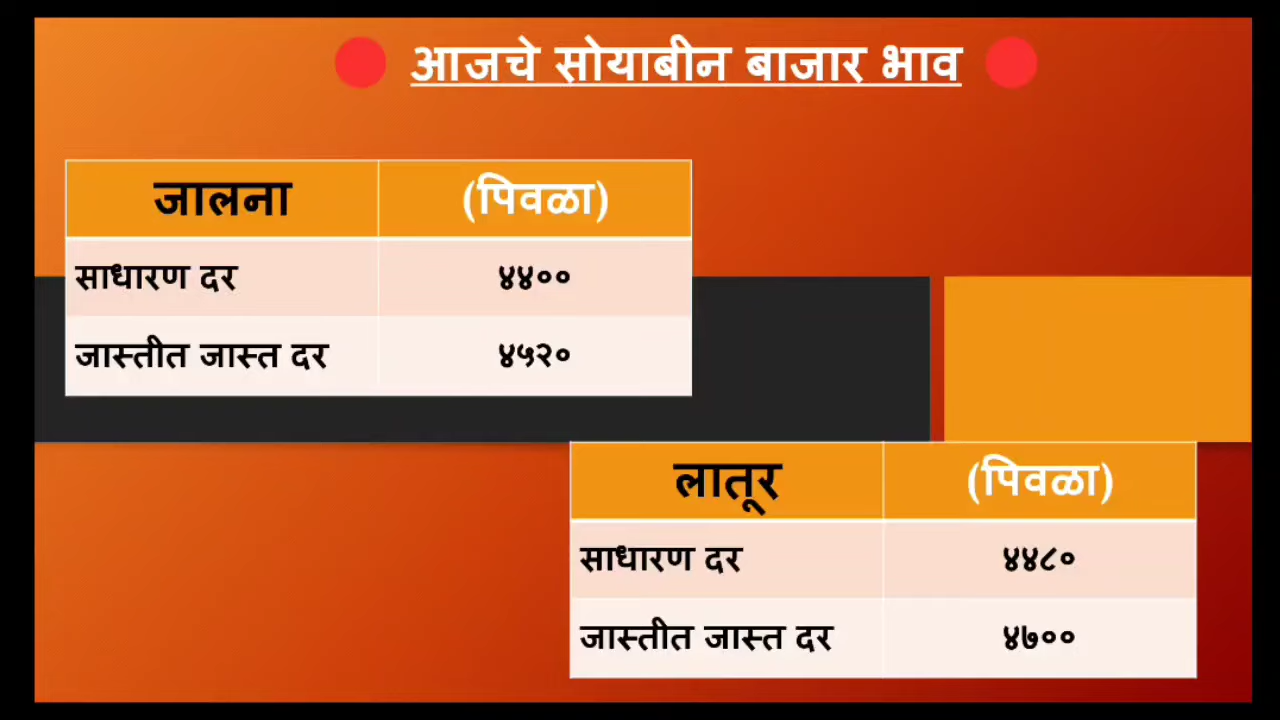 आजचे सोयाबीन बाजार भाव
जालना (पिवळा)
साधारण दर ४४००
जास्तीत जास्त दर ४५२०
लातूर (पिवळा)
साधारण दर ४४८०
जास्तीत जास्त दर ४७००